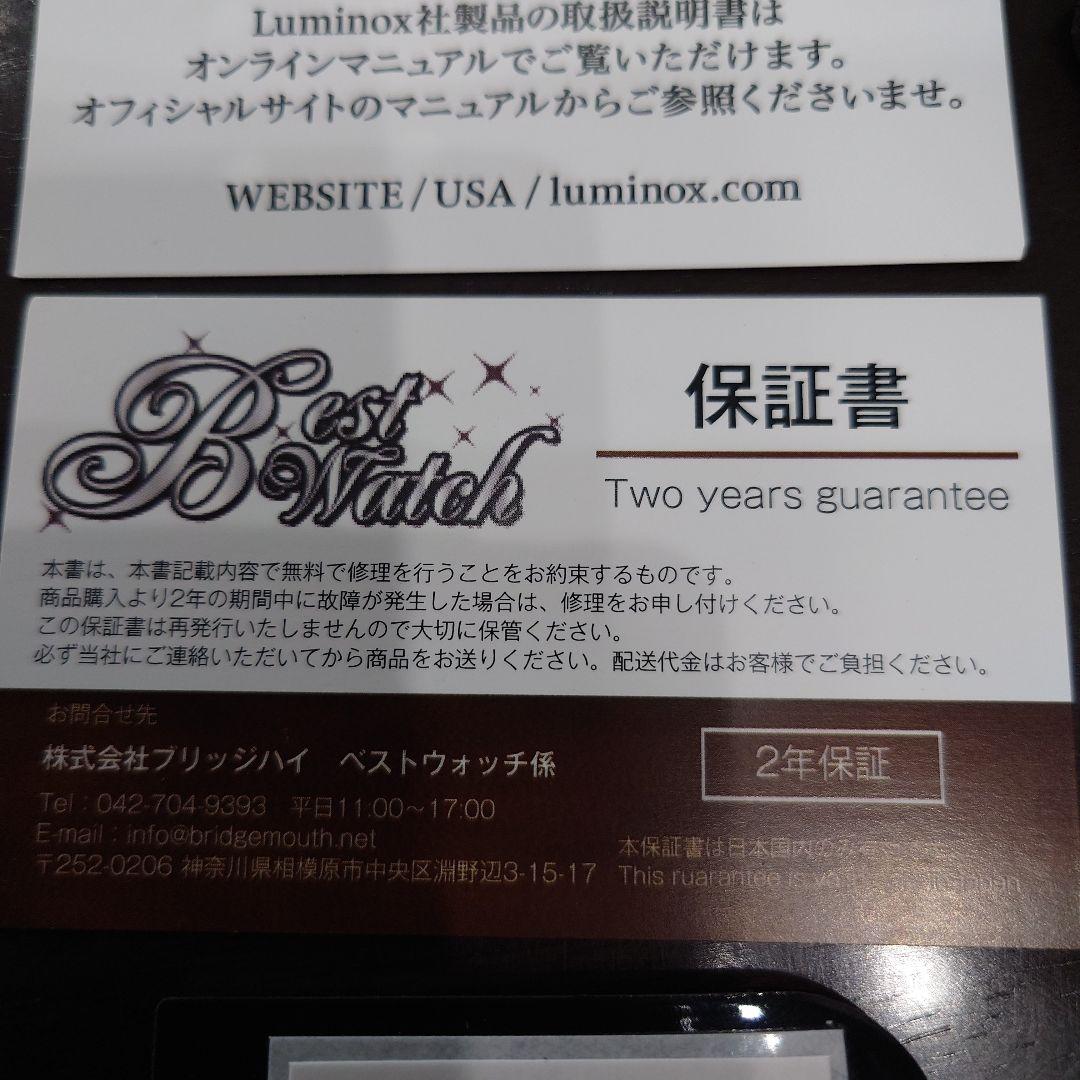 Luminox社製品の取扱説明書は
オンラインマニュアルでご覧いただけます。
オフィシャルサイトのマニュアルからご参照くださいませ。
WEBSITE / USA / luminox.com
Best
Watch
保証書
Two years guarantee
本書は、本書記載内容で無料で修理を行うことをお約束するものです。
商品購入より2年の期間中に故障が発生した場合は、修理をお申し付けください。
この保証書は再発行いたしませんので大切に保管ください。
必ず当社にご連絡いただいてから商品をお送りください。配送代金はお客様でご負担ください。
お問合せ先
株式会社ブリッジハイ ベストウォッチ係
2年保証
Tel：042-704-9393 平日11:00～17:00
E-mail：info@bridgemouth.net
〒252-0206 神奈川県相模原市中央区淵野辺3-15-17
本保証書は日本国内のみ
This ruarantee is